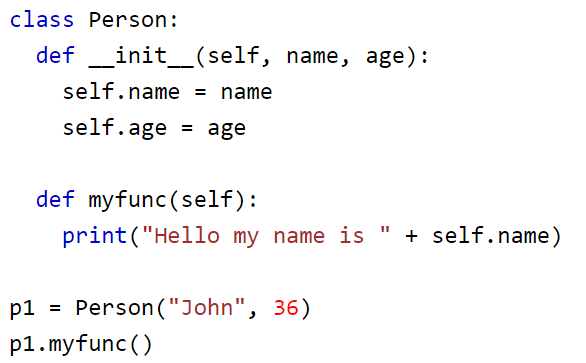 class Person:
  def __init__(self, name, age):
    self.name = name
    self.age = age

  def myfunc(self):
    print("Hello my name is " + self.name)

p1 = Person("John", 36)
p1.myfunc()